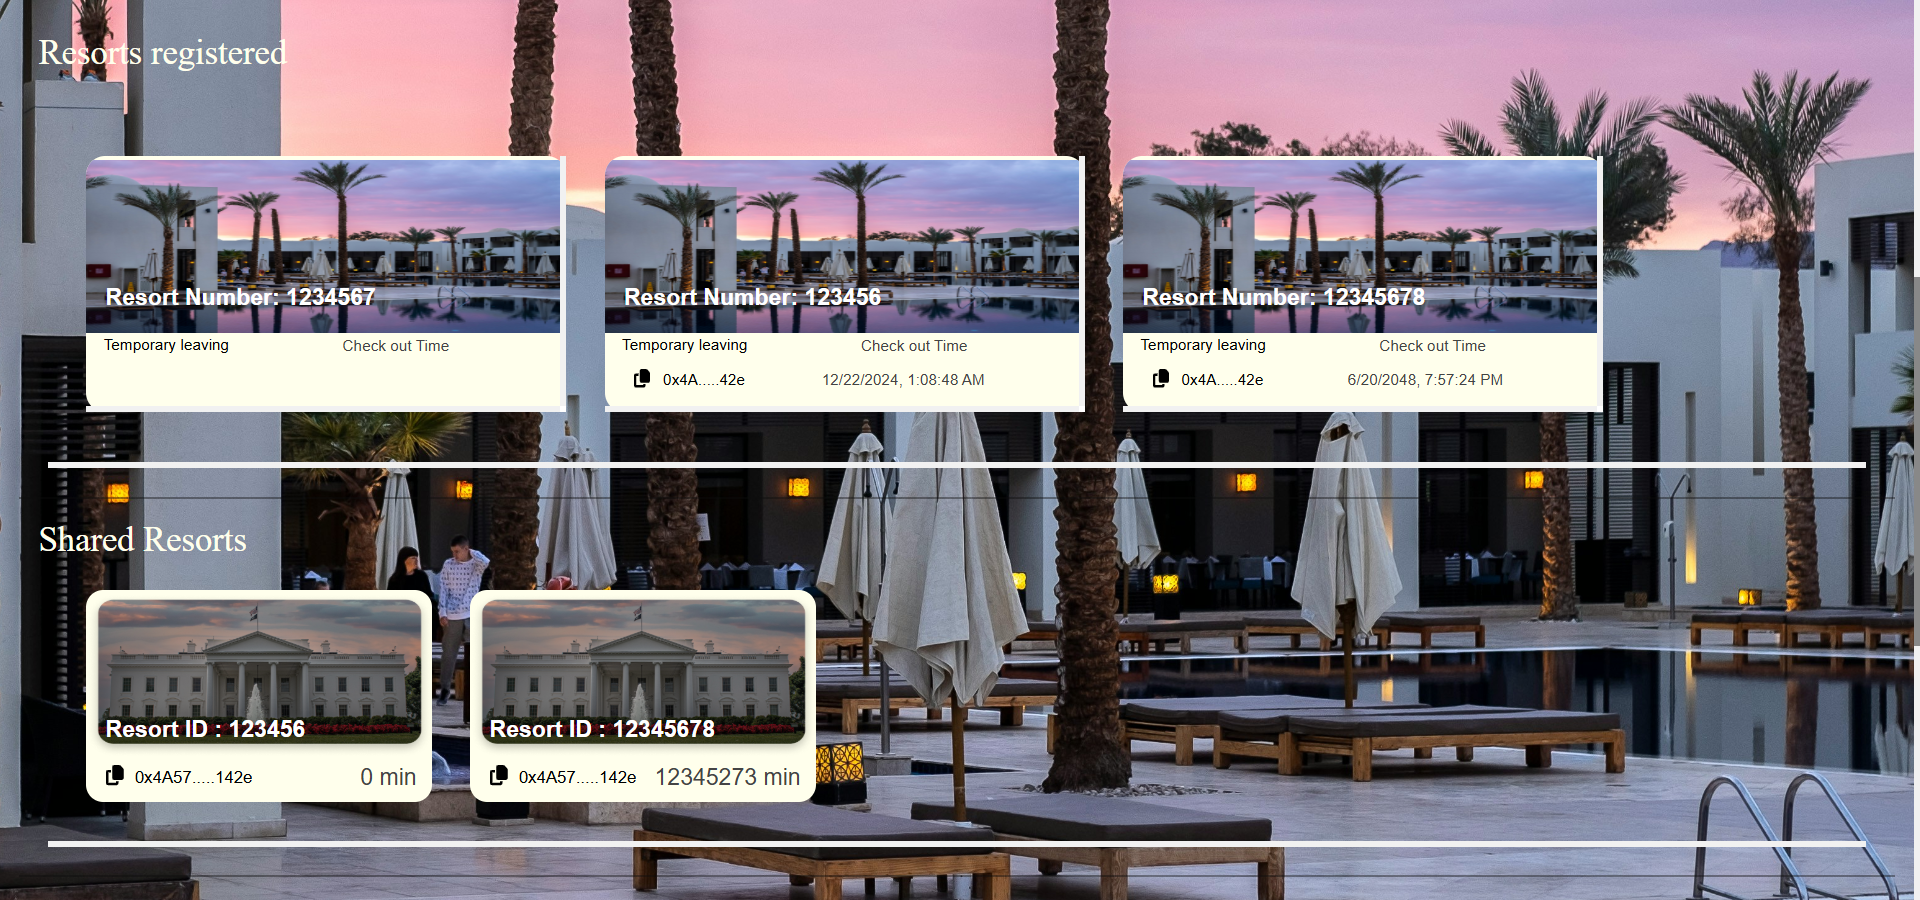 Resorts registered
Resort Number: 1234567
Temporary leaving
Check out Time
Resort Number: 123456
Temporary leaving
Check out Time
0x4A.....42e
12/22/2024, 1:08:48 AM
Resort Number: 12345678
Temporary leaving
Check out Time
0x4A.....42e
6/20/2048, 7:57:24 PM
Shared Resorts
Resort ID : 123456
0x4A57.....142e
0 min
Resort ID : 12345678
0x4A57.....142e
12345273 min